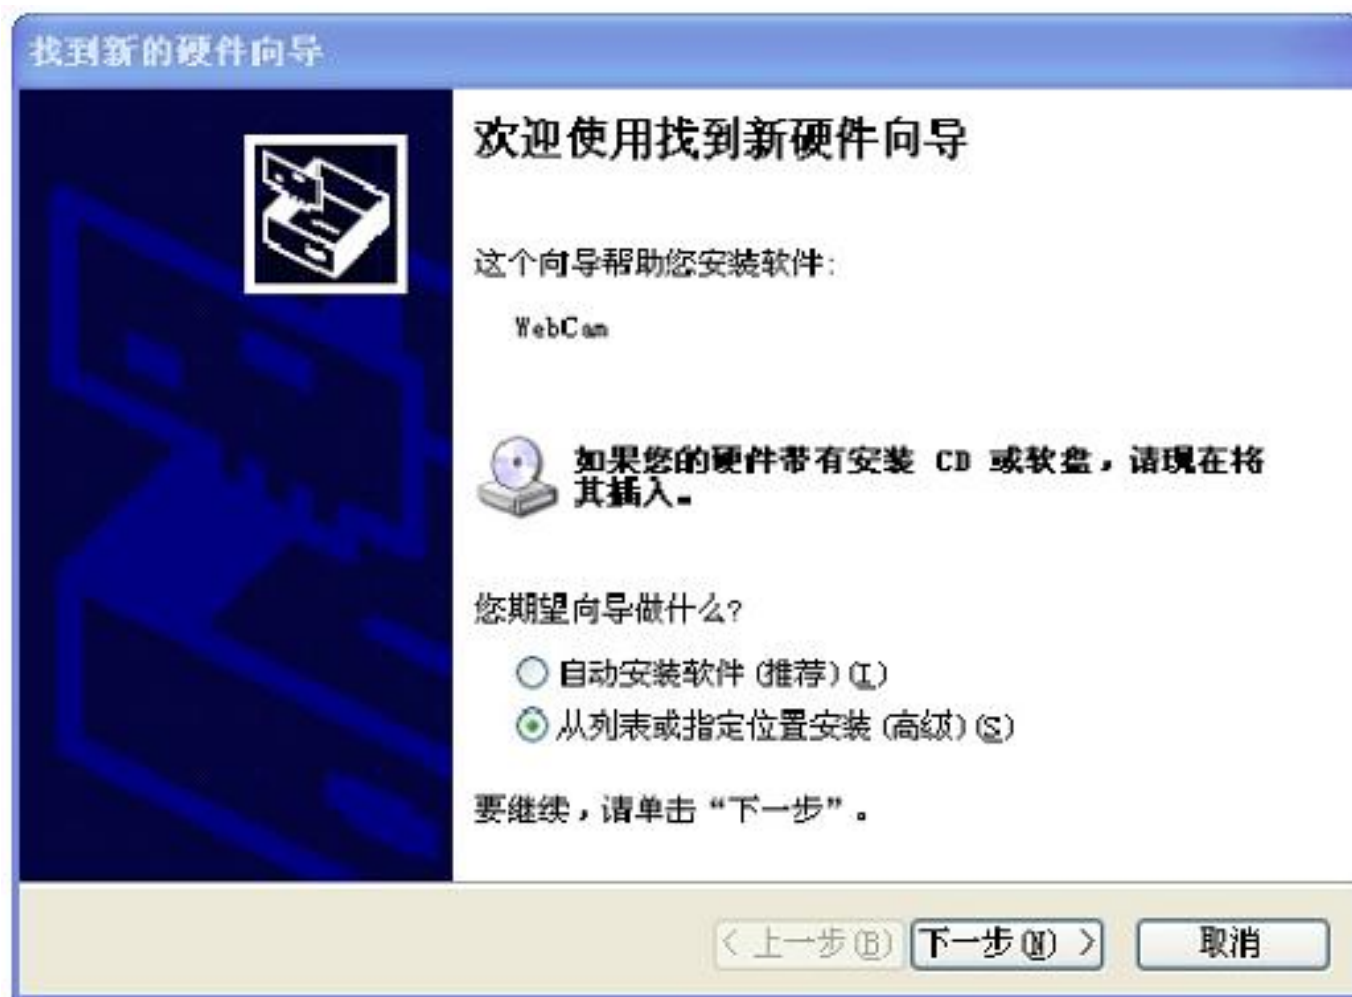 找到新的硬件向导
欢迎使用找到新硬件向导
这个向导帮助您安装软件:
WebCam
如果您的硬件带有安装 CD 或软盘，请现在将
其插入。
您期望向导做什么?
自动安装软件(推荐)(I)
从列表或指定位置安装(高级)(S)
要继续，请单击“下一步”。
< 上一步(B)
下一步(N) >
取消